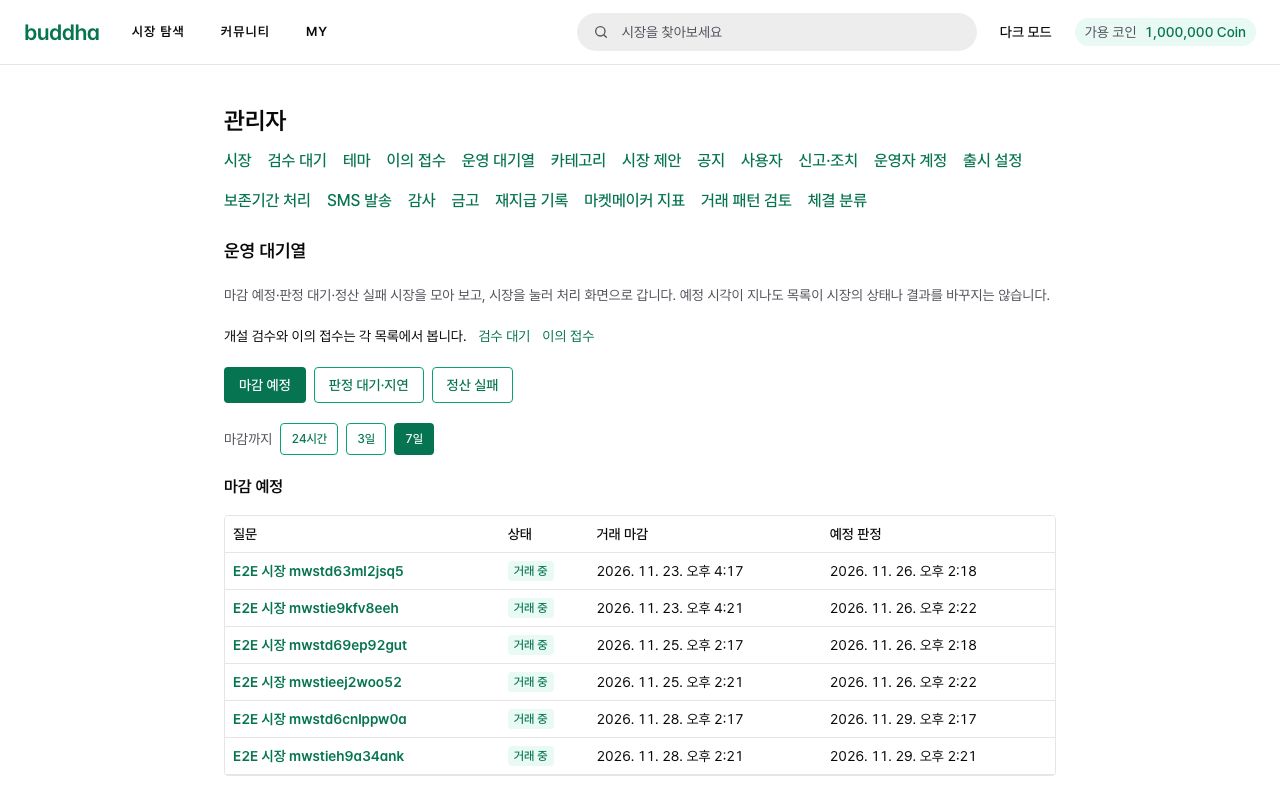 buddha 시장 탐색 커뮤니티 MY 시장을 찾아보세요 다크 모드 가용 코인 1,000,000 Coin
관리자
시장 검수 대기 테마 이의 접수 운영 대기열 카테고리 시장 제안 공지 사용자 신고·조치 운영자 계정 출시 설정
보존기간 처리 SMS 발송 감사 금고 재지급 기록 마켓메이커 지표 거래 패턴 검토 체결 분류
운영 대기열
마감 예정·판정 대기·정산 실패 시장을 모아 보고, 시장을 눌러 처리 화면으로 갑니다. 예정 시각이 지나도 목록이 시장의 상태나 결과를 바꾸지는 않습니다.
개설 검수와 이의 접수는 각 목록에서 봅니다. 검수 대기 이의 접수
마감 예정 판정 대기·지연 정산 실패
마감까지 24시간 3일 7일
마감 예정
질문 상태 거래 마감 예정 판정
E2E 시장 mwstd63ml2jsq5 거래 중 2026. 11. 23. 오후 4:17 2026. 11. 26. 오후 2:18
E2E 시장 mwstie9kfv8eeh 거래 중 2026. 11. 23. 오후 4:21 2026. 11. 26. 오후 2:22
E2E 시장 mwstd69ep92gut 거래 중 2026. 11. 25. 오후 2:17 2026. 11. 26. 오후 2:18
E2E 시장 mwstieej2woo52 거래 중 2026. 11. 25. 오후 2:21 2026. 11. 26. 오후 2:22
E2E 시장 mwstd6cnlppw0a 거래 중 2026. 11. 28. 오후 2:17 2026. 11. 29. 오후 2:17
E2E 시장 mwstieh9a34ank 거래 중 2026. 11. 28. 오후 2:21 2026. 11. 29. 오후 2:21